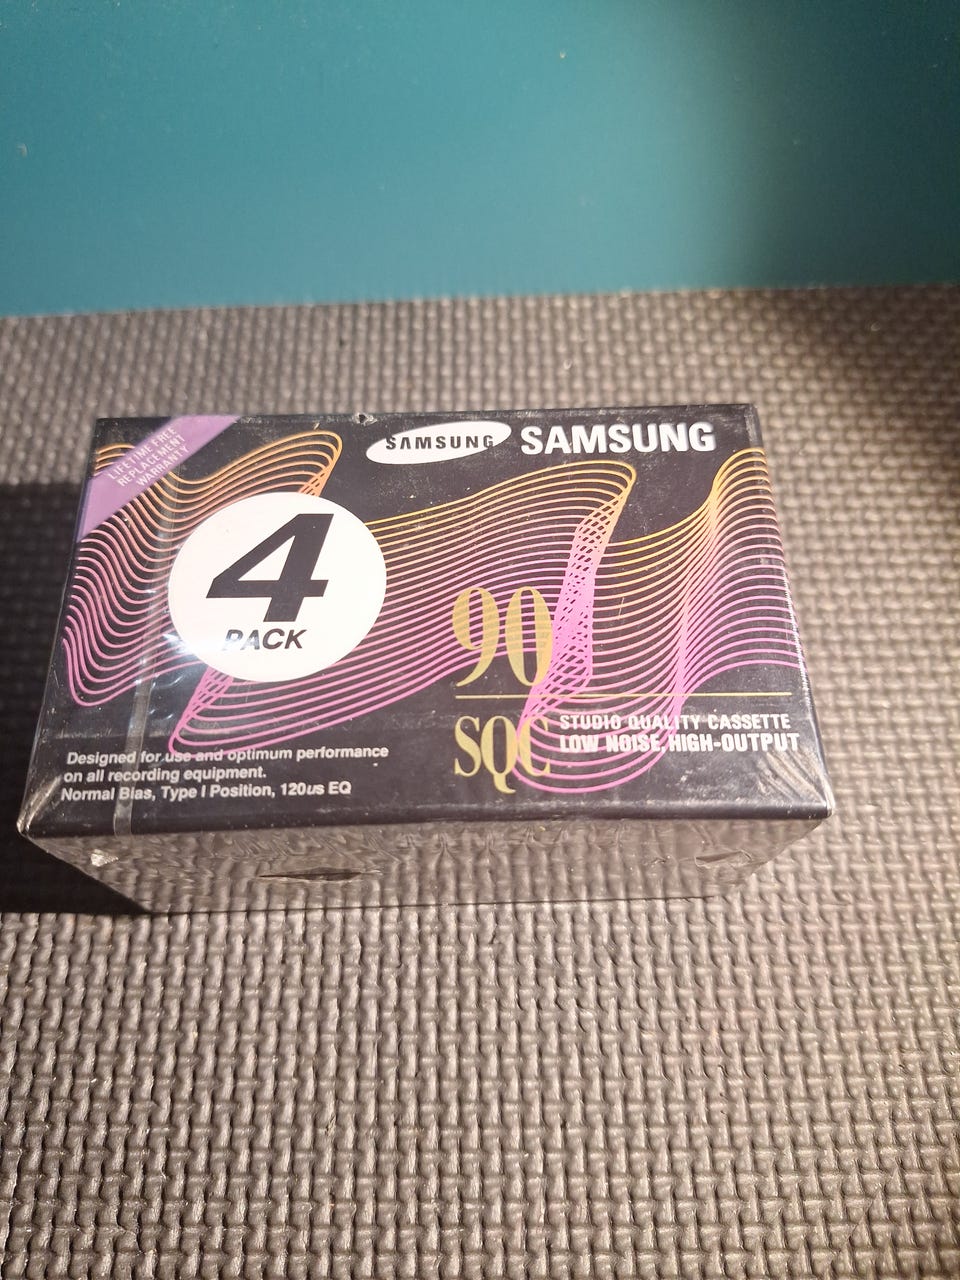 LIFETIME FREE
REPLACEMENT
WARRANTY
SAMSUNG SAMSUNG
4
PACK
90
SQC
STUDIO QUALITY CASSETTE
LOW NOISE, HIGH-OUTPUT
Designed for use and optimum performance
on all recording equipment.
Normal Bias, Type I Position, 120us EQ